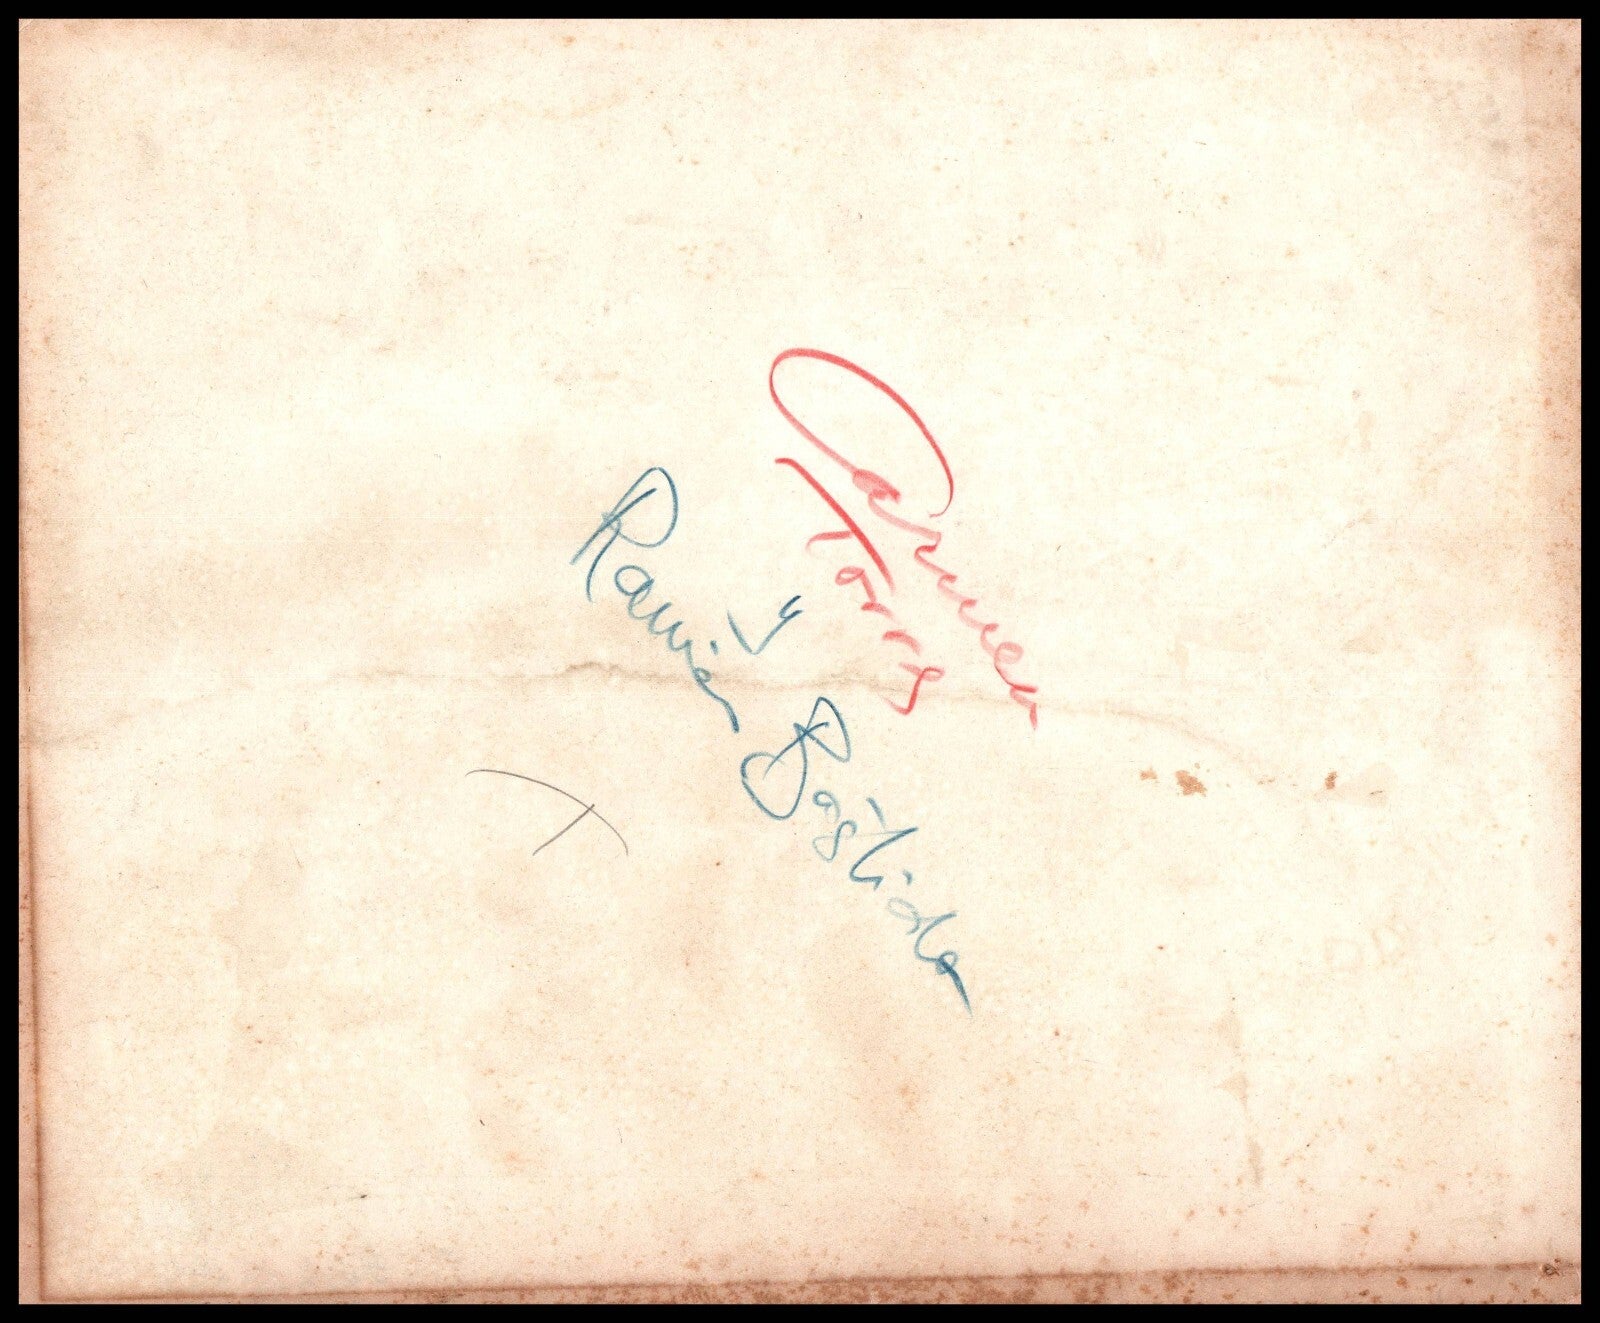 Carmen
Torres
y
Ramón Bastida